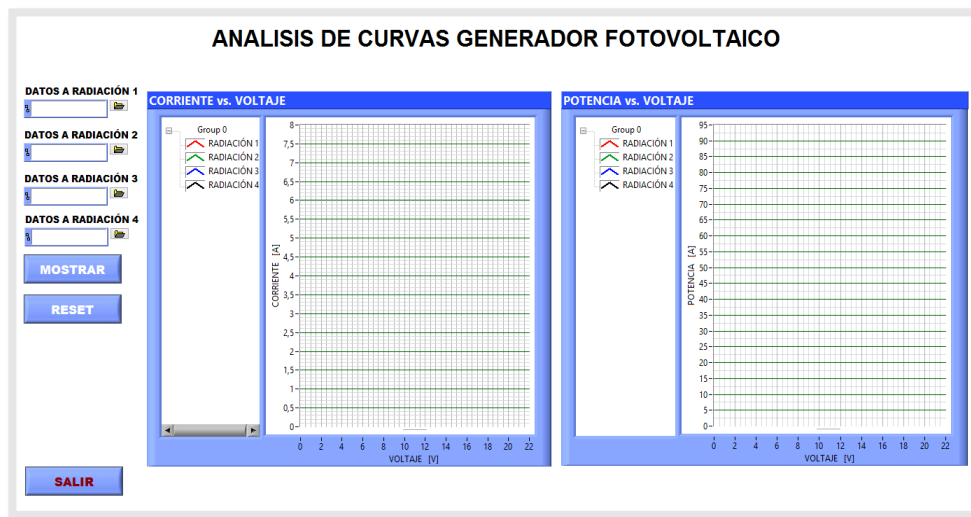 ANALISIS DE CURVAS GENERADOR FOTOVOLTAICO
DATOS A RADIACIÓN 1
DATOS A RADIACIÓN 2
DATOS A RADIACIÓN 3
DATOS A RADIACIÓN 4
MOSTRAR
RESET
SALIR
CORRIENTE vs. VOLTAJE
Group 0
RADIACIÓN 1
RADIACIÓN 2
RADIACIÓN 3
RADIACIÓN 4
CORRIENTE [A]
8
7,5
7
6,5
6
5,5
5
4,5
4
3,5
3
2,5
2
1,5
1
0,5
0
0 2 4 6 8 10 12 14 16 18 20 22
VOLTAJE [V]
POTENCIA vs. VOLTAJE
Group 0
RADIACIÓN 1
RADIACIÓN 2
RADIACIÓN 3
RADIACIÓN 4
POTENCIA [A]
95
90
85
80
75
70
65
60
55
50
45
40
35
30
25
20
15
10
5
0
0 2 4 6 8 10 12 14 16 18 20 22
VOLTAJE [V]